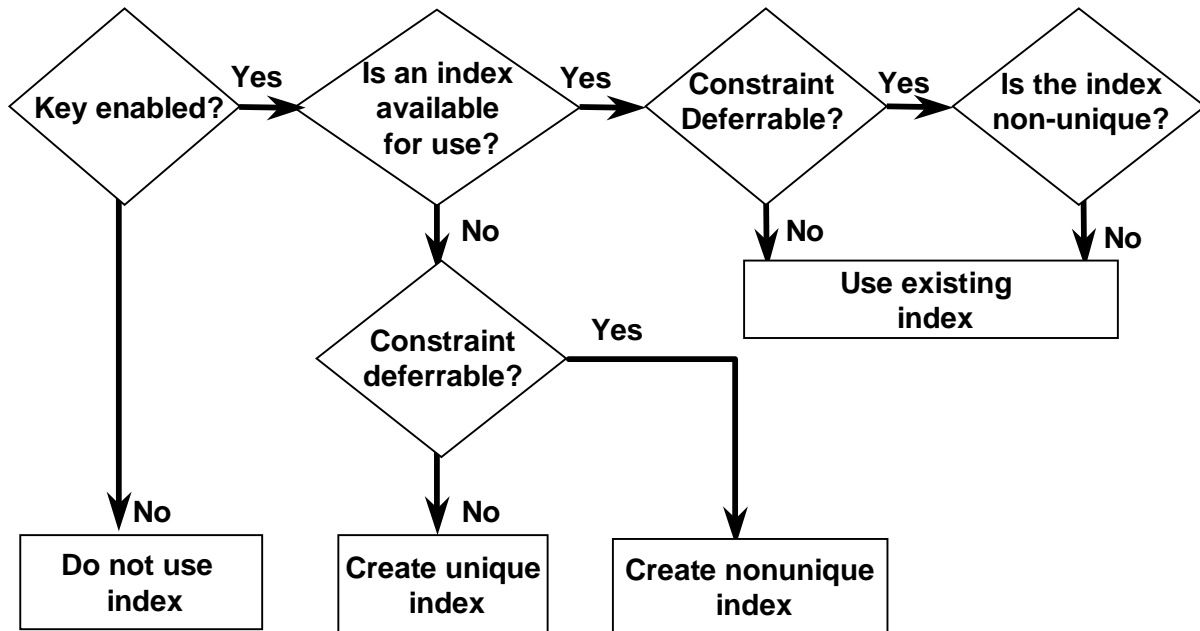 Key enabled?
Yes
Is an index
available
for use?
Yes
Constraint
Deferrable?
Yes
Is the index
non-unique?
No
No
No
Use existing
index
Constraint
deferrable?
Yes
No
No
Do not use
index
Create unique
index
Create nonunique
index